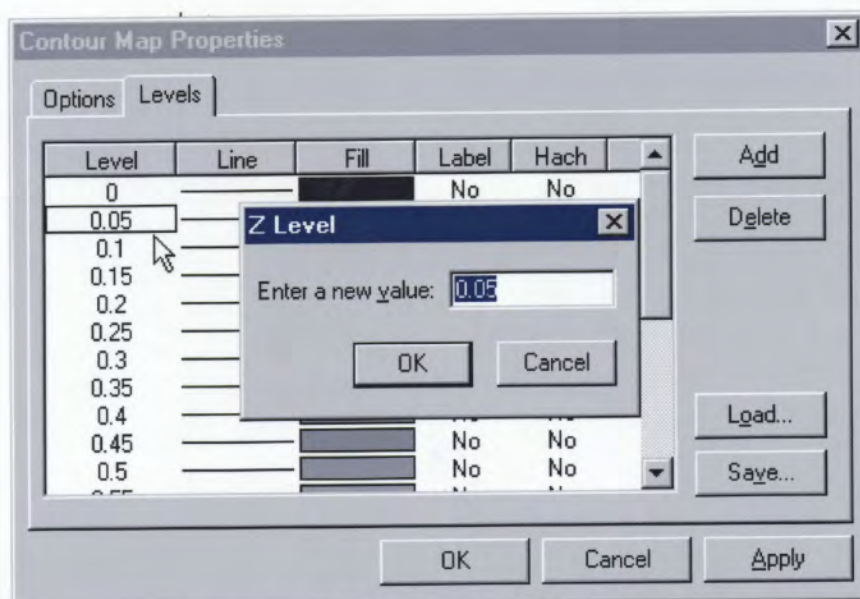 Contour Map Properties
Options Levels
Level Line Fill Label Hach
0 No No
0.05
0.1
0.15
0.2
0.25
0.3
0.35
0.4
0.45 No No
0.5 No No
Z Level
Enter a new value: 0.05
OK Cancel
Add
Delete
Load...
Save...
OK Cancel Apply